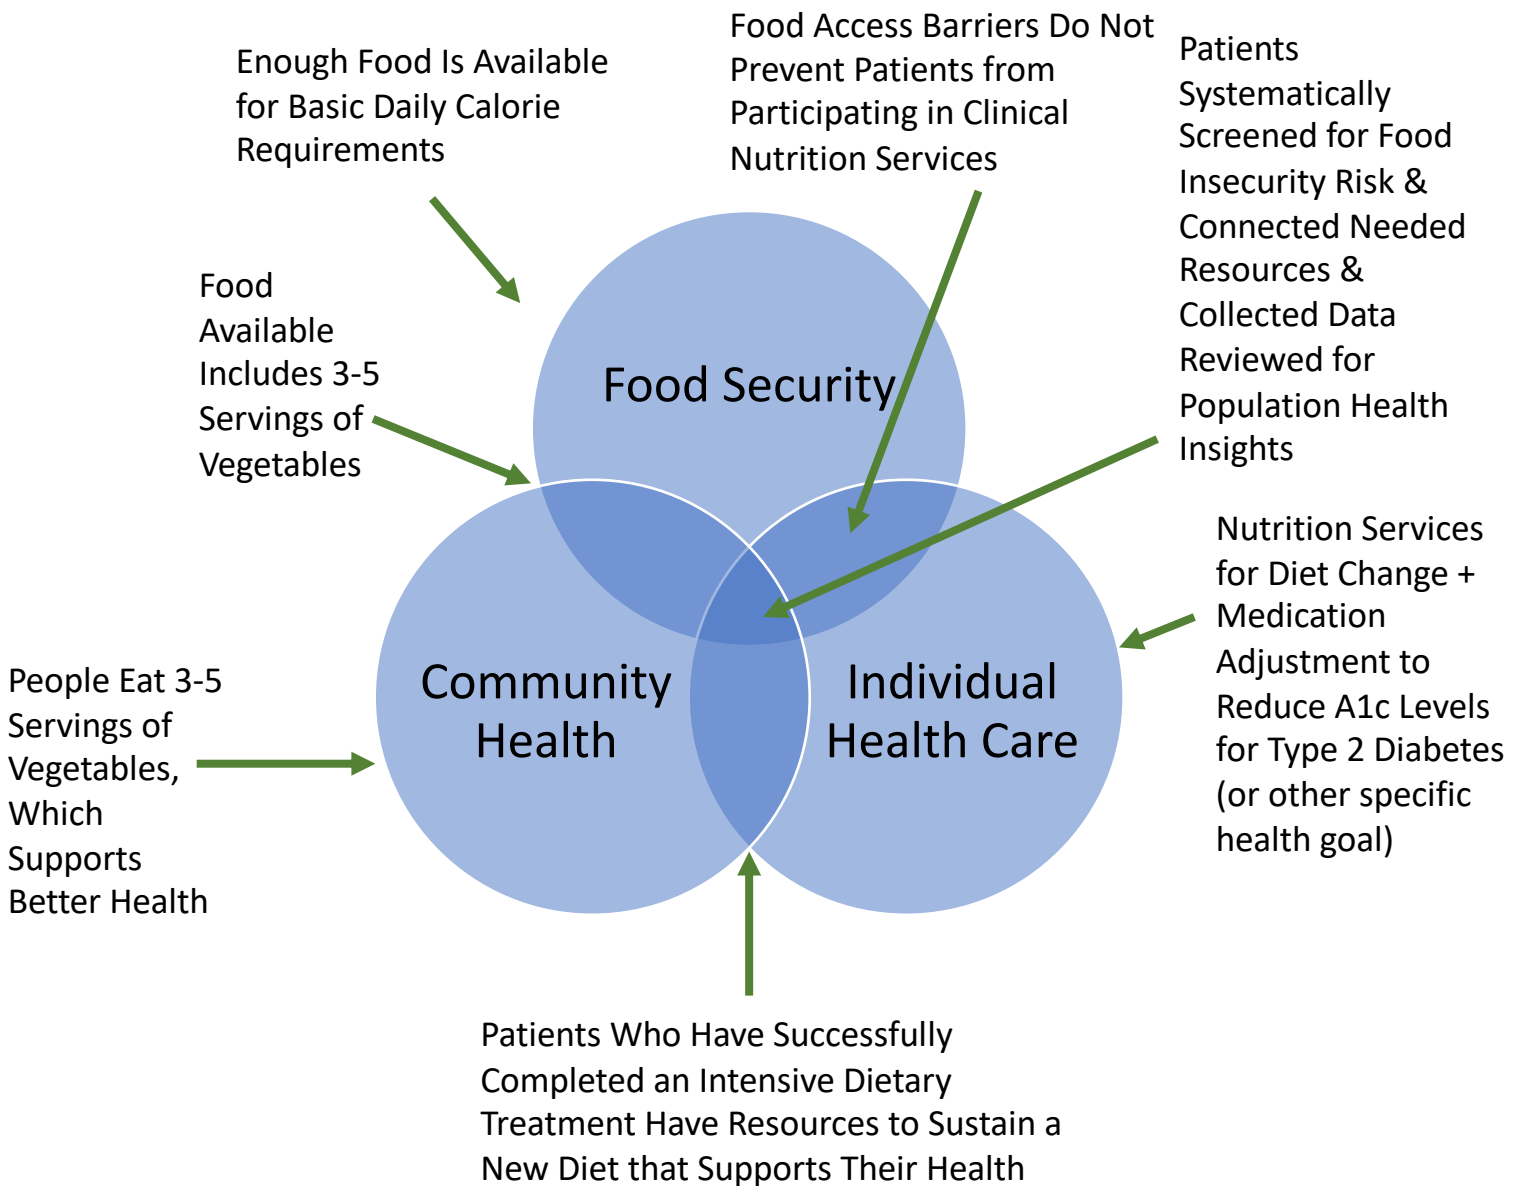 Enough Food Is Available
for Basic Daily Calorie
Requirements
Food Access Barriers Do Not
Prevent Patients from
Participating in Clinical
Nutrition Services
Patients
Systematically
Screened for Food
Insecurity Risk &
Connected Needed
Resources &
Collected Data
Reviewed for
Population Health
Insights
Food
Available
Includes 3-5
Servings of
Vegetables
Food Security
Nutrition Services
for Diet Change +
Medication
Adjustment to
Reduce A1c Levels
for Type 2 Diabetes
(or other specific
health goal)
People Eat 3-5
Servings of
Vegetables,
Which
Supports
Better Health
Community
Health
Individual
Health Care
Patients Who Have Successfully
Completed an Intensive Dietary
Treatment Have Resources to Sustain a
New Diet that Supports Their Health